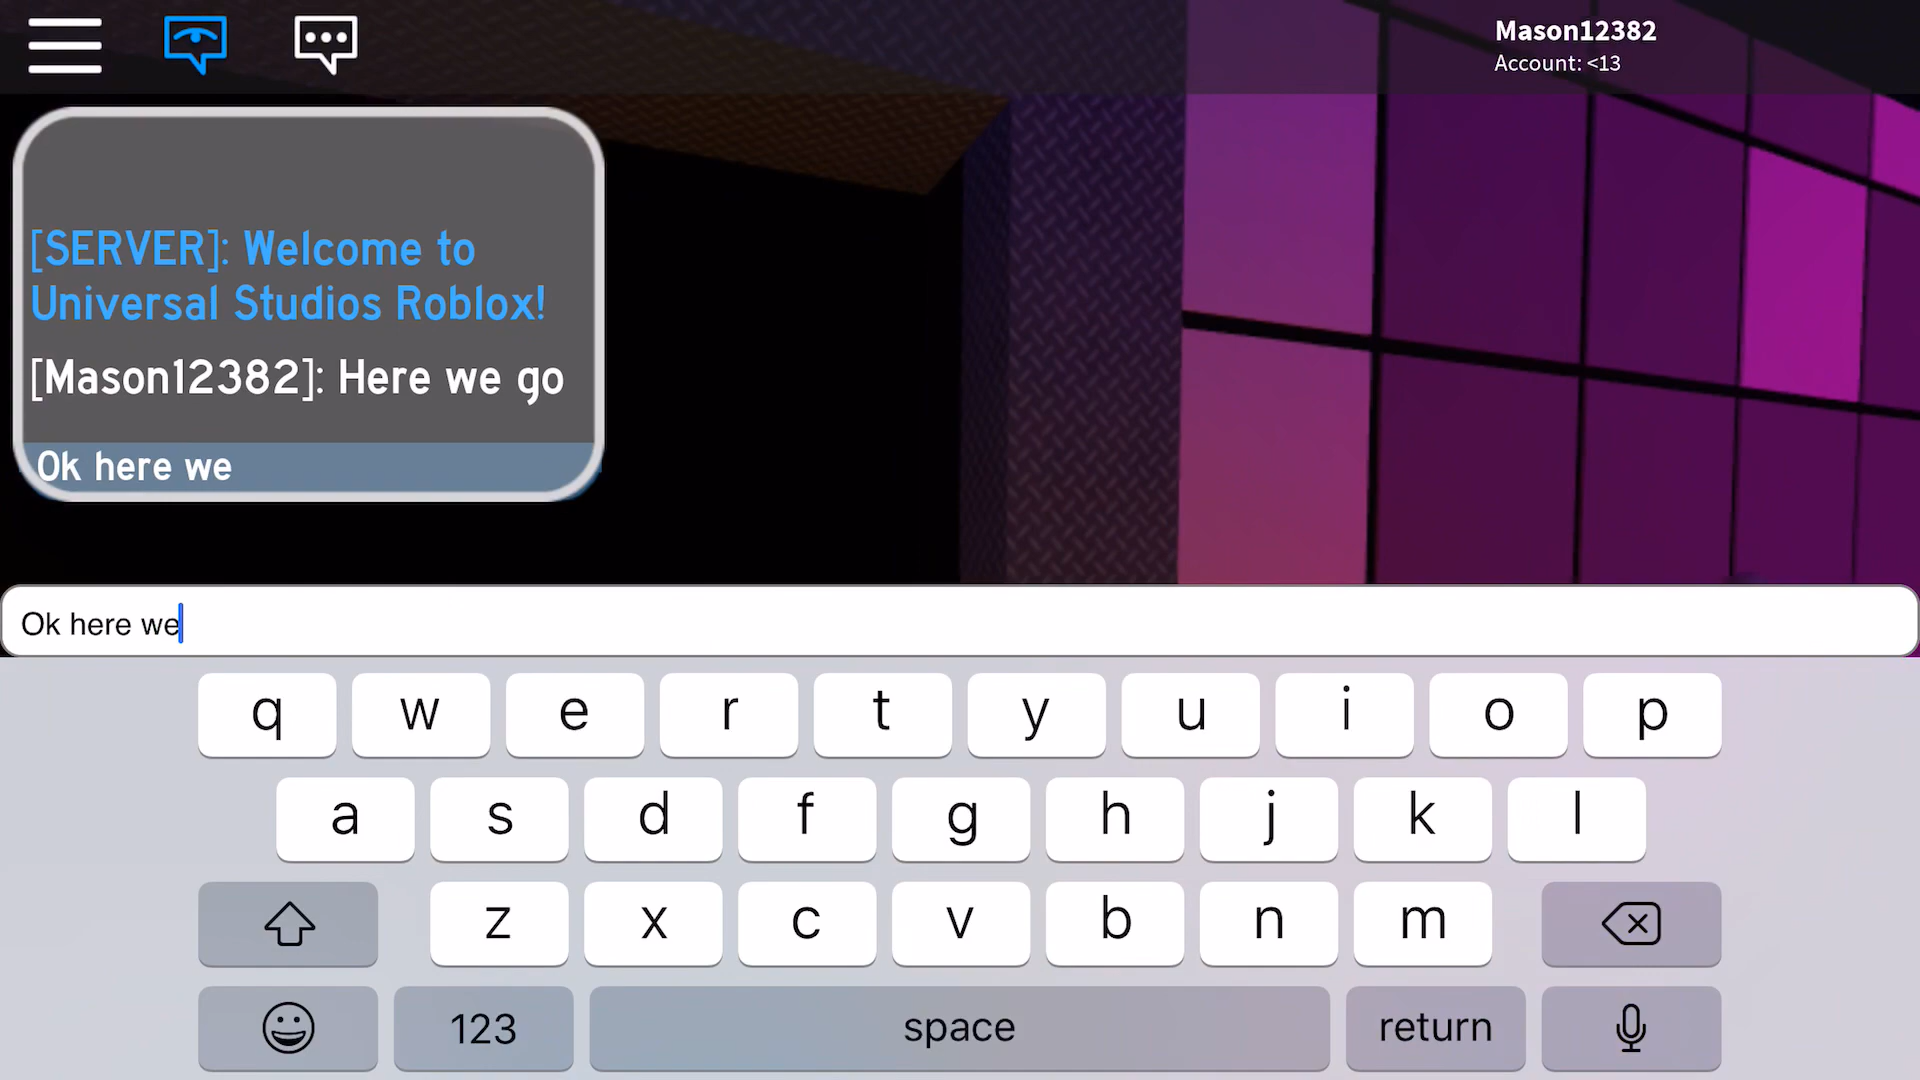 Mason12382
Account: <13
[SERVER]: Welcome to
Universal Studios Roblox!
[Mason12382]: Here we go
Ok here we
Ok here we
q w e r t y u i o p
a s d f g h j k l
z x c v b n m
123 space return